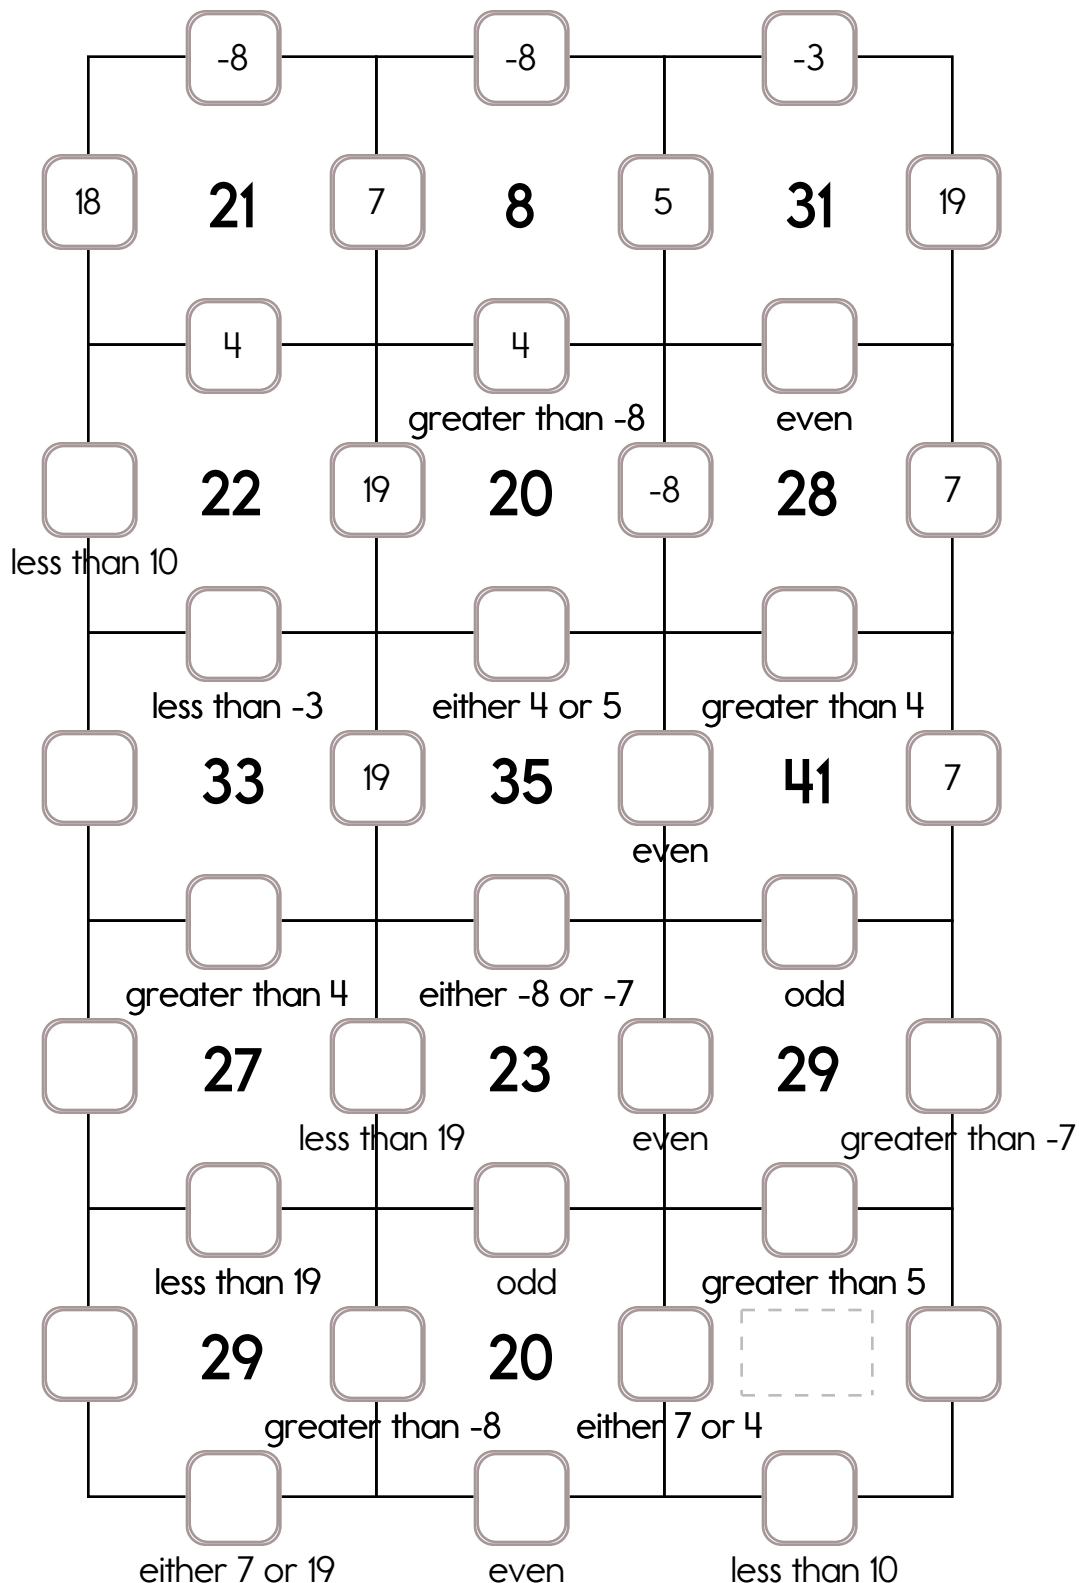 -8 -8 -3
18 21 7 8 5 31 19
4 4
greater than -8 even
22 19 20 -8 28 7
less than 10
less than -3 either 4 or 5 greater than 4
33 19 35 41 7
even
greater than 4 either -8 or -7 odd
27 23 29
less than 19 even greater than -7
less than 19 odd greater than 5
29 20
greater than -8 either 7 or 4
either 7 or 19 even less than 10